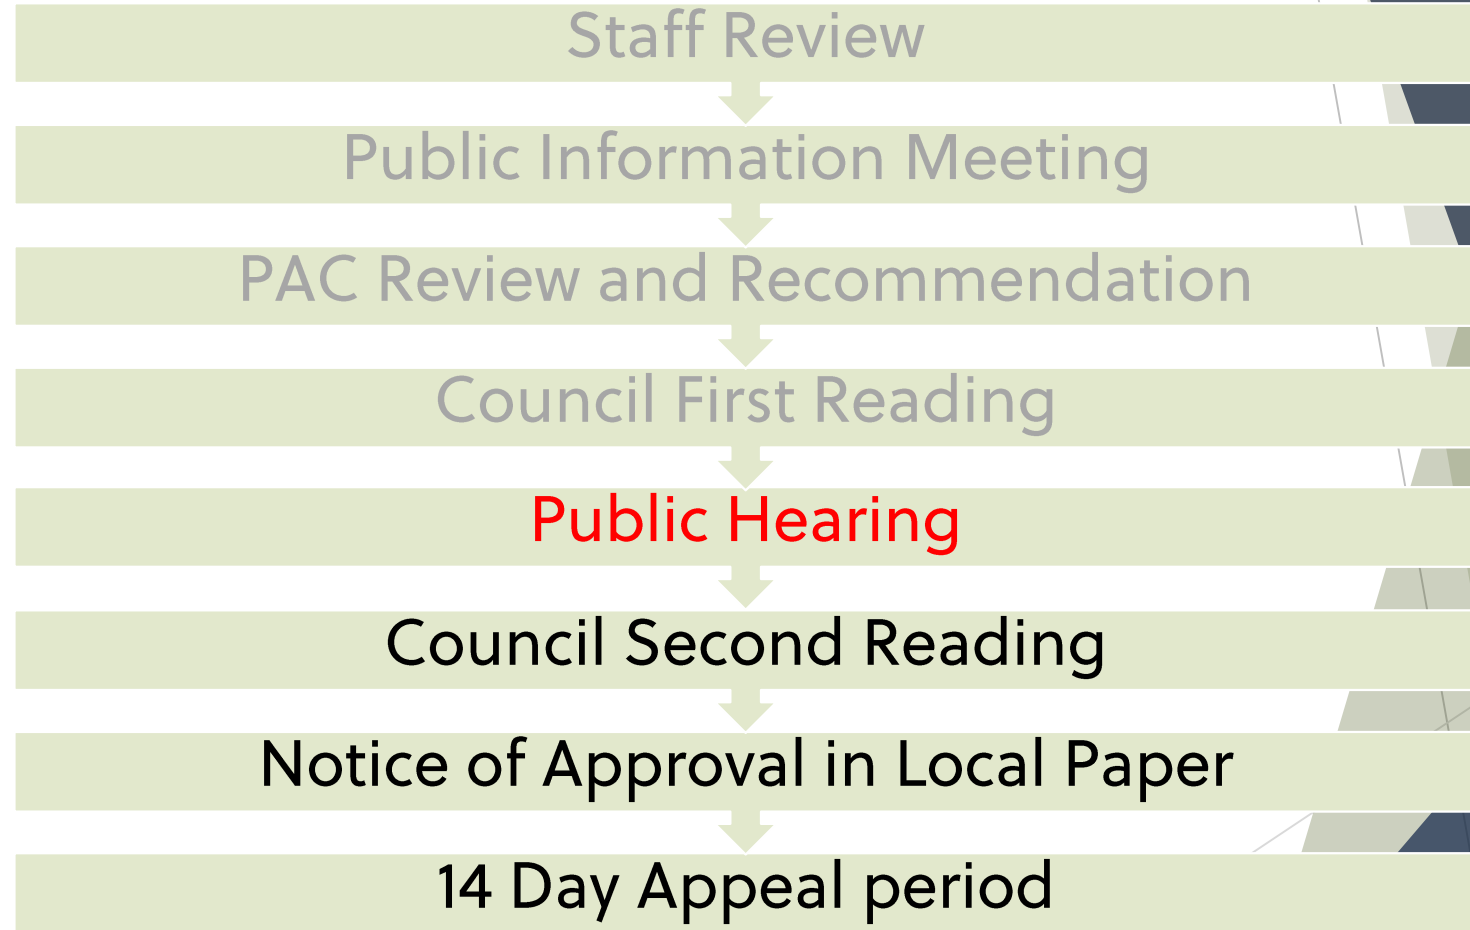 Staff Review
Public Information Meeting
PAC Review and Recommendation
Council First Reading
Public Hearing
Council Second Reading
Notice of Approval in Local Paper
14 Day Appeal period